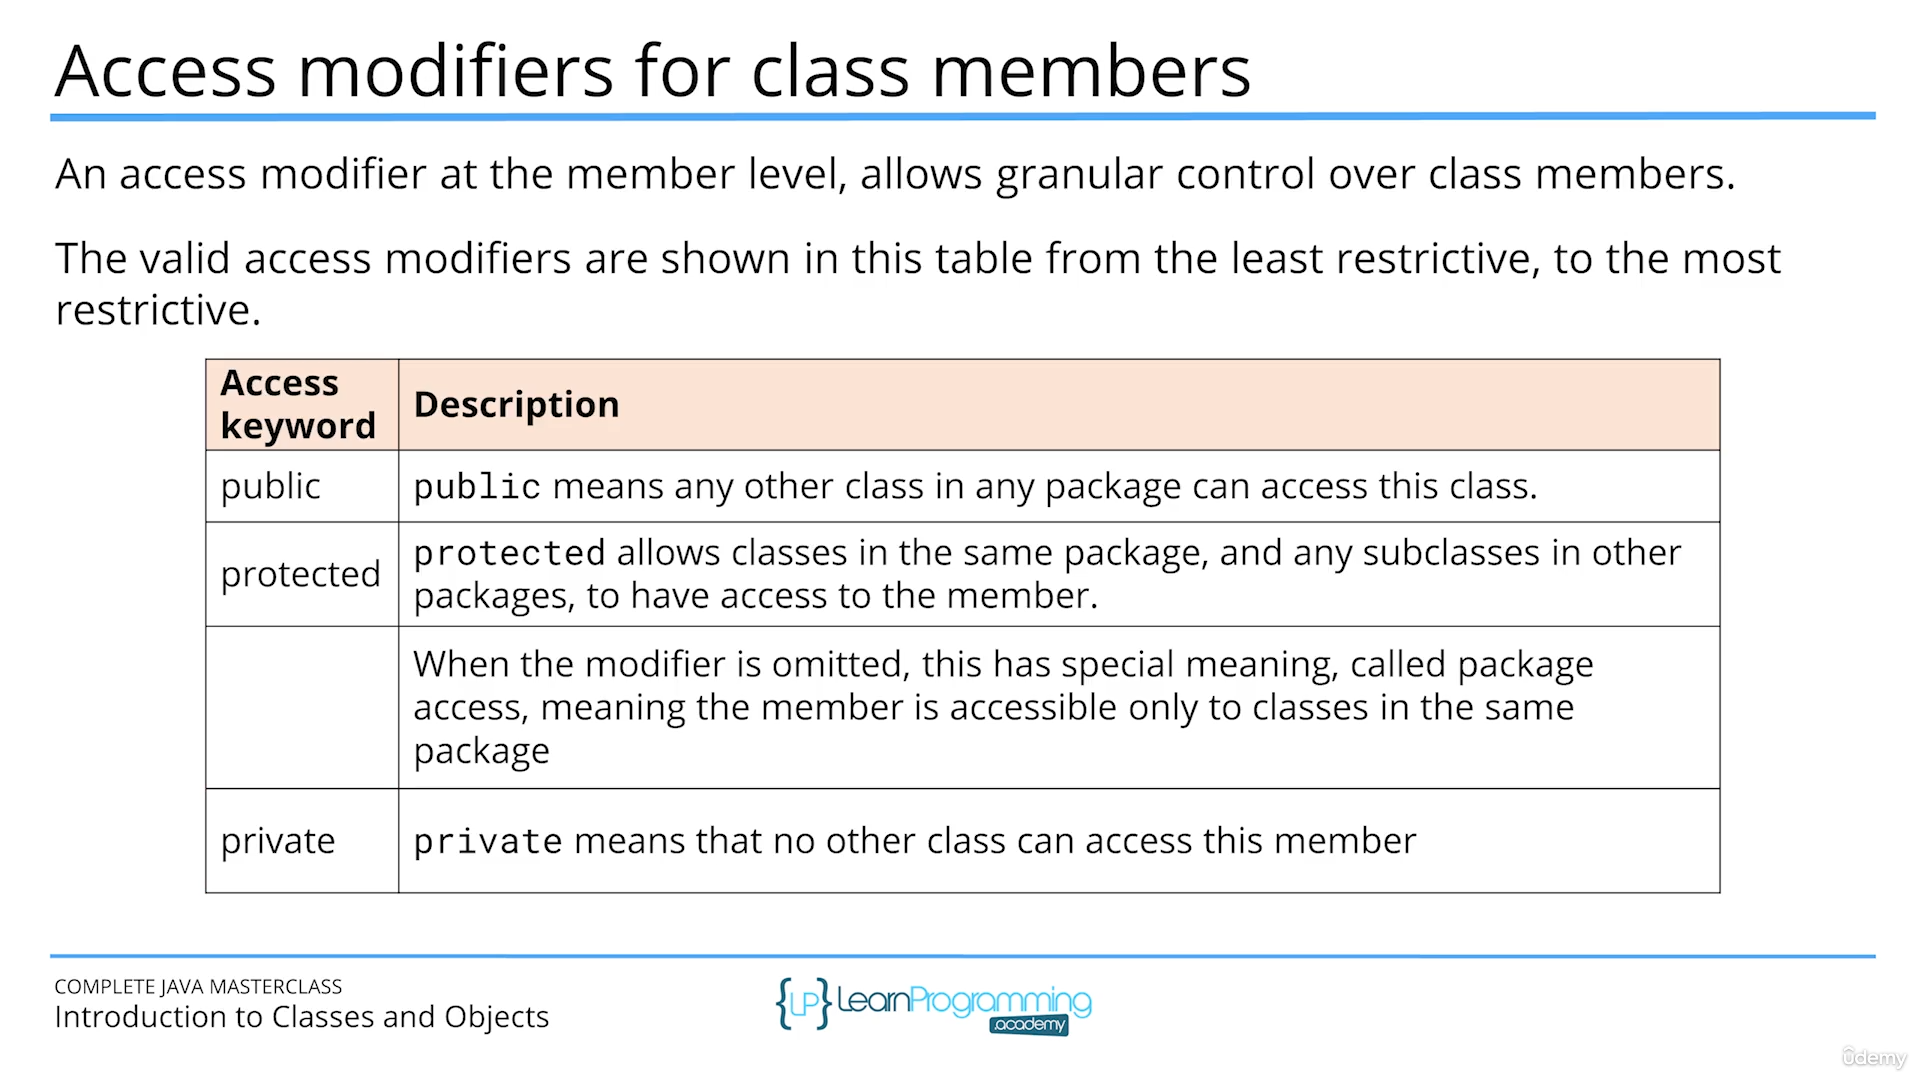 Access modifiers for class members
An access modifier at the member level, allows granular control over class members.
The valid access modifiers are shown in this table from the least restrictive, to the most
restrictive.
Access
keyword
Description
public
public means any other class in any package can access this class.
protected
protected allows classes in the same package, and any subclasses in other
packages, to have access to the member.
When the modifier is omitted, this has special meaning, called package
access, meaning the member is accessible only to classes in the same
package
private
private means that no other class can access this member
COMPLETE JAVA MASTERCLASS
Introduction to Classes and Objects
{LP} LearnProgramming
.academy
ûdemy